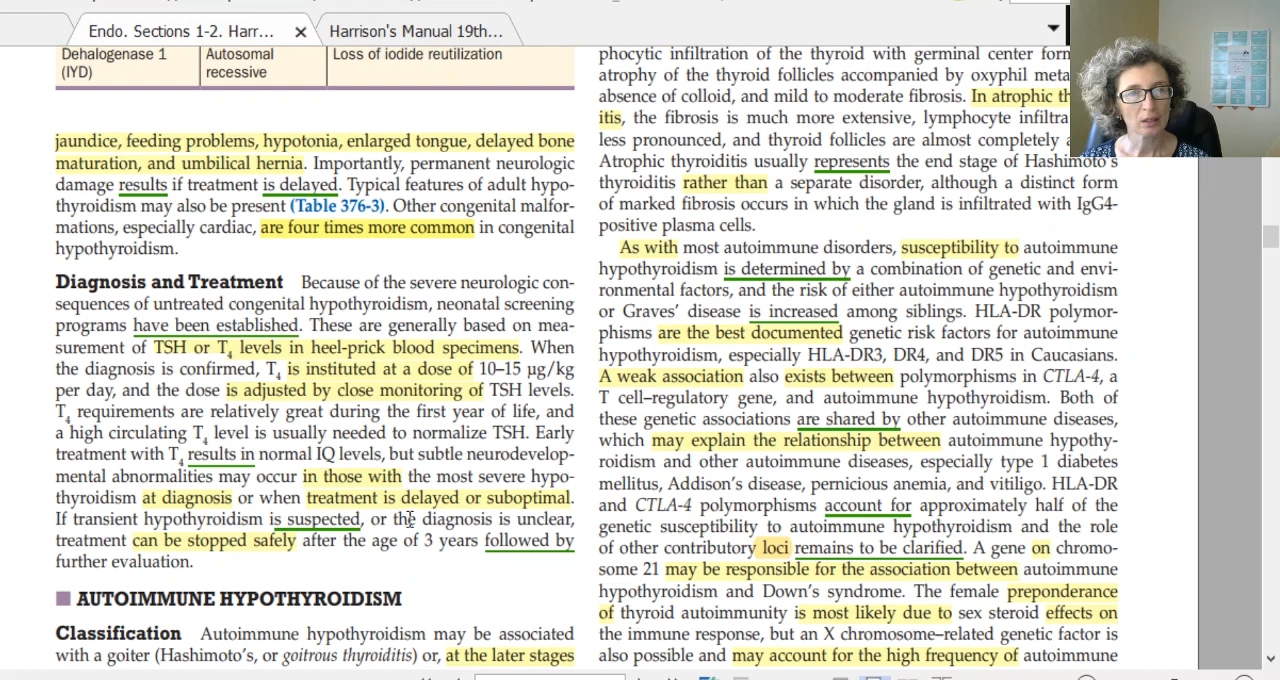 Endo. Sections 1-2. Harr...
Harrison's Manual 19th...
Dehalogenase 1
(IYD)
Autosomal
recessive
Loss of iodide reutilization
jaundice, feeding problems, hypotonia, enlarged tongue, delayed bone
maturation, and umbilical hernia. Importantly, permanent neurologic
damage results if treatment is delayed. Typical features of adult hypo-
thyroidism may also be present (Table 376-3). Other congenital malfor-
mations, especially cardiac, are four times more common in congenital
hypothyroidism.
Diagnosis and Treatment Because of the severe neurologic con-
sequences of untreated congenital hypothyroidism, neonatal screening
programs have been established. These are generally based on mea-
surement of TSH or T4 levels in heel-prick blood specimens. When
the diagnosis is confirmed, T4 is instituted at a dose of 10–15 μg/kg
per day, and the dose is adjusted by close monitoring of TSH levels.
T4 requirements are relatively great during the first year of life, and
a high circulating T4 level is usually needed to normalize TSH. Early
treatment with T4 results in normal IQ levels, but subtle neurodevelop-
mental abnormalities may occur in those with the most severe hypo-
thyroidism at diagnosis or when treatment is delayed or suboptimal.
If transient hypothyroidism is suspected, or the diagnosis is unclear,
treatment can be stopped safely after the age of 3 years followed by
further evaluation.
AUTOIMMUNE HYPOTHYROIDISM
Classification Autoimmune hypothyroidism may be associated
with a goiter (Hashimoto's, or goitrous thyroiditis) or, at the later stages
phocytic infiltration of the thyroid with germinal center
atrophy of the thyroid follicles accompanied by oxyphil
absence of colloid, and mild to moderate fibrosis. In atrophic
itis, the fibrosis is much more extensive, lymphocyte
less pronounced, and thyroid follicles are almost completely
Atrophic thyroiditis usually represents the end stage of Hashimoto's
thyroiditis rather than a separate disorder, although a distinct form
of marked fibrosis occurs in which the gland is infiltrated with IgG4-
positive plasma cells.
As with most autoimmune disorders, susceptibility to autoimmune
hypothyroidism is determined by a combination of genetic and envi-
ronmental factors, and the risk of either autoimmune hypothyroidism
or Graves' disease is increased among siblings. HLA-DR polymor-
phisms are the best documented genetic risk factors for autoimmune
hypothyroidism, especially HLA-DR3, DR4, and DR5 in Caucasians.
A weak association also exists between polymorphisms in CTLA-4, a
T cell–regulatory gene, and autoimmune hypothyroidism. Both of
these genetic associations are shared by other autoimmune diseases,
which may explain the relationship between autoimmune hypothy-
roidism and other autoimmune diseases, especially type 1 diabetes
mellitus, Addison's disease, pernicious anemia, and vitiligo. HLA-DR
and CTLA-4 polymorphisms account for approximately half of the
genetic susceptibility to autoimmune hypothyroidism and the role
of other contributory loci remains to be clarified. A gene on chromo-
some 21 may be responsible for the association between autoimmune
hypothyroidism and Down's syndrome. The female preponderance
of thyroid autoimmunity is most likely due to sex steroid effects on
the immune response, but an X chromosome–related genetic factor is
also possible and may account for the high frequency of autoimmune